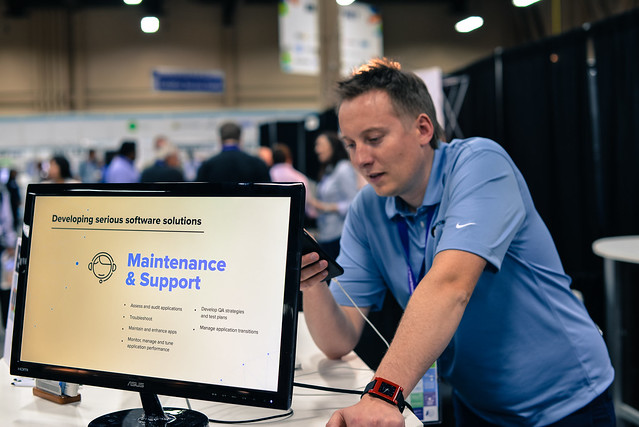 Developing serious software solutions
Maintenance
& Support
• Assess and audit applications
• Troubleshoot
• Maintain and enhance apps
• Monitor, manage and tune
application performance
• Develop QA strategies
and test plans
• Manage application transitions
HDMI
ASUS